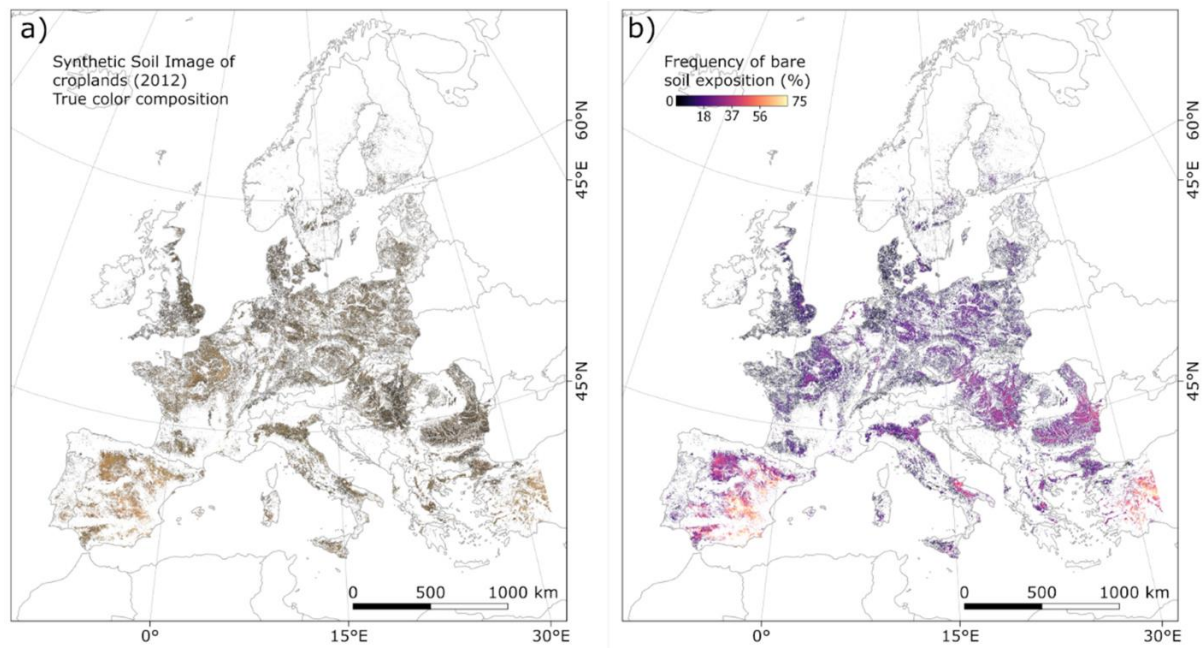 a)
Synthetic Soil Image of
croplands (2012)
True color composition
60°N
45°E
45°N
0 500 1000 km
0° 15°E 30°E
b)
Frequency of bare
soil exposition (%)
0 75
18 37 56
60°N
45°E
45°N
0 500 1000 km
0° 15°E 30°E